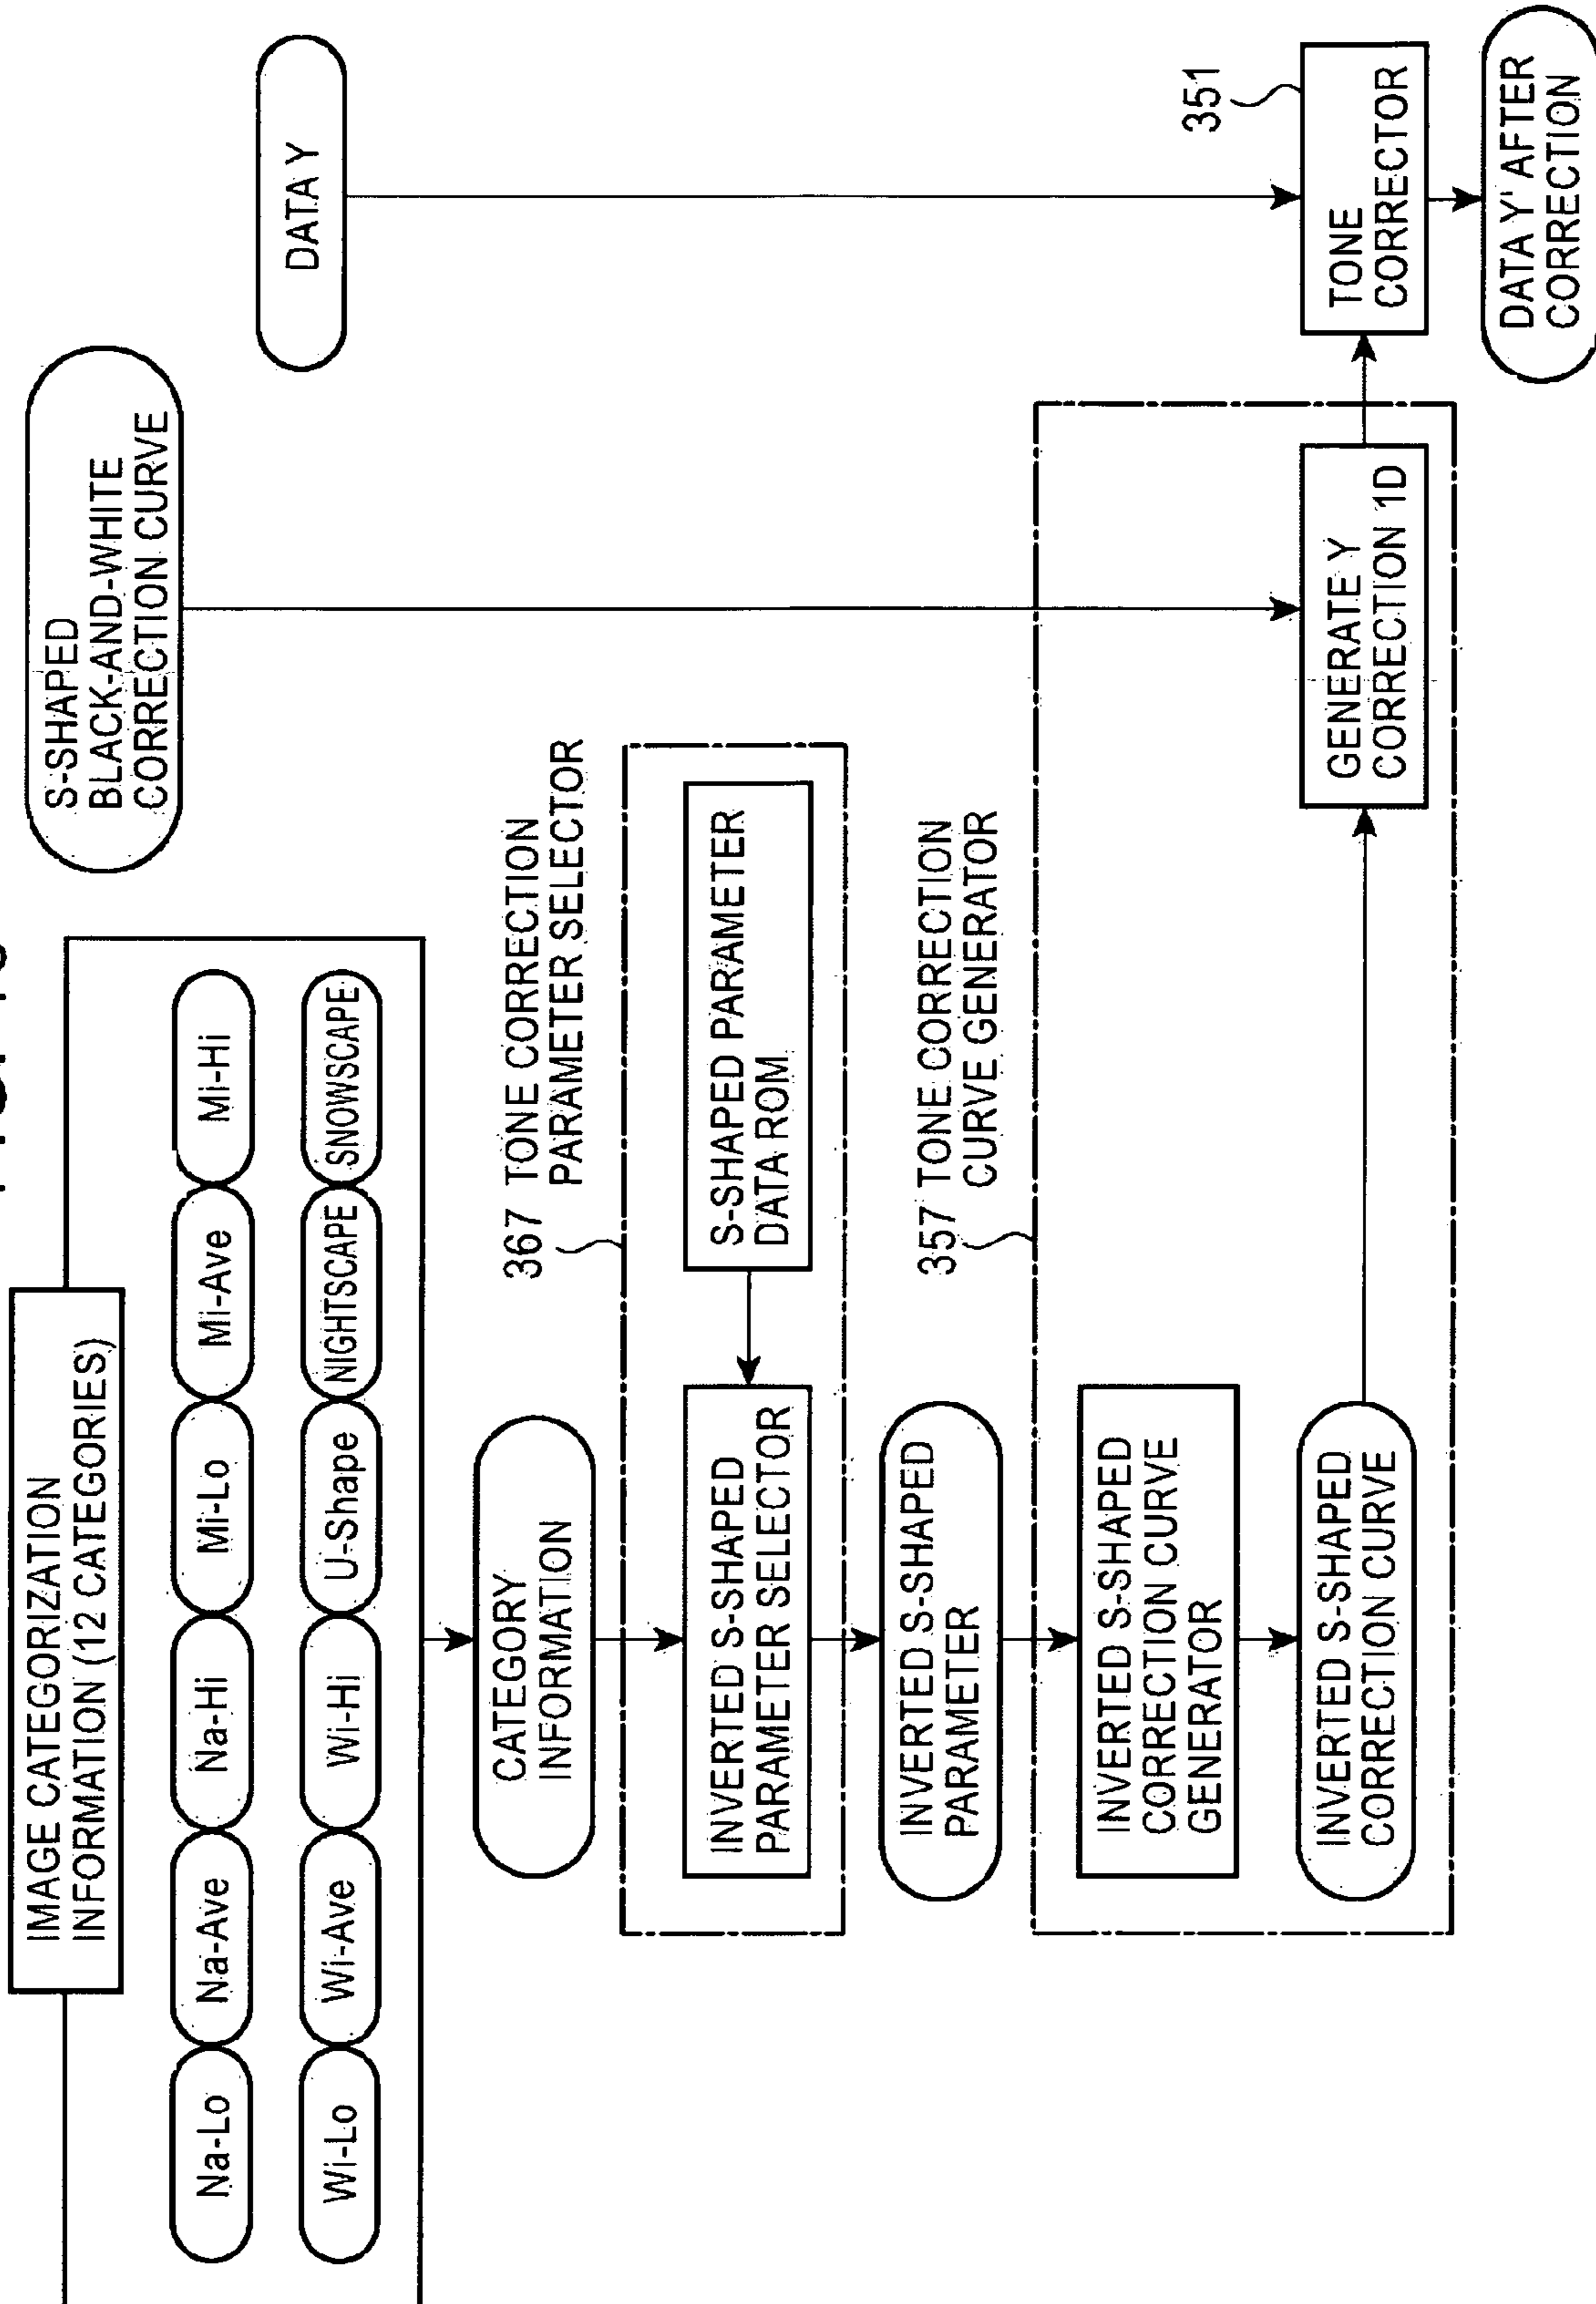 IMAGE CATEGORIZATION
INFORMATION (12 CATEGORIES)
Na-Lo
Na-Ave
Na-Hi
Mi-Lo
Mi-Ave
Mi-Hi
Wi-Lo
Wi-Ave
Wi-Hi
U-Shape
NIGHTSCAPE
SNOWSCAPE
S-SHAPED
BLACK-AND-WHITE
CORRECTION CURVE
DATA Y
CATEGORY
INFORMATION
367 TONE CORRECTION
PARAMETER SELECTOR
INVERTED S-SHAPED
PARAMETER SELECTOR
S-SHAPED PARAMETER
DATA ROM
INVERTED S-SHAPED
PARAMETER
357 TONE CORRECTION
CURVE GENERATOR
INVERTED S-SHAPED
CORRECTION CURVE
GENERATOR
INVERTED S-SHAPED
CORRECTION CURVE
GENERATE Y
CORRECTION 1D
351
TONE
CORRECTOR
DATA Y' AFTER
CORRECTION